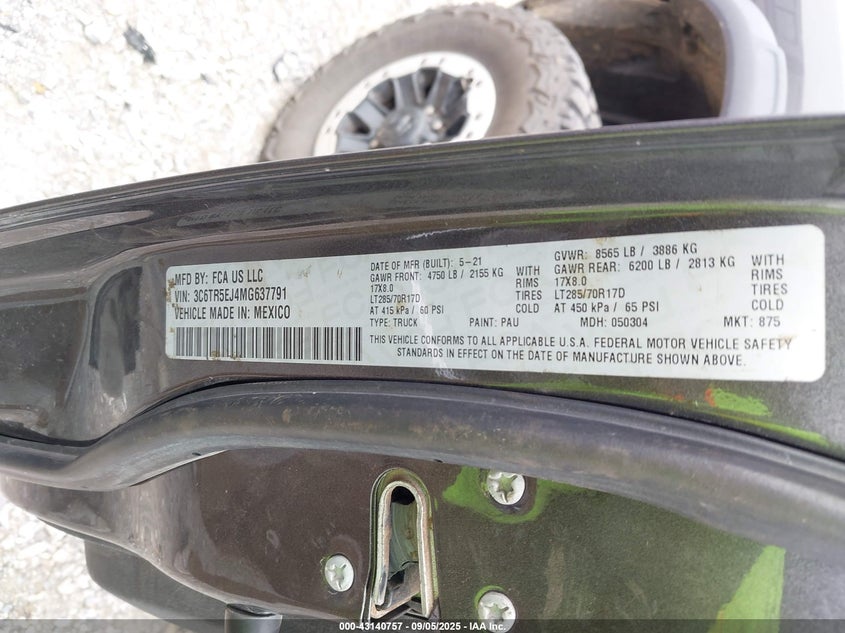 MFD BY: FCA US LLC
VIN: 3C6TR5EJ4MG637791
VEHICLE MADE IN: MEXICO
DATE OF MFR (BUILT): 5-21
GVWR: 8565 LB / 3886 KG
GAWR FRONT: 4750 LB / 2155 KG WITH
GAWR REAR: 6200 LB / 2813 KG WITH
17X8.0 RIMS
17X8.0 RIMS
LT285/70R17D TIRES
LT285/70R17D TIRES
AT 415 kPa / 60 PSI COLD
AT 450 kPa / 65 PSI COLD
TYPE: TRUCK PAINT: PAU MDH: 050304 MKT: 875
THIS VEHICLE CONFORMS TO ALL APPLICABLE U.S.A. FEDERAL MOTOR VEHICLE SAFETY
STANDARDS IN EFFECT ON THE DATE OF MANUFACTURE SHOWN ABOVE.
000-43140757 - 09/05/2025 - IAA Inc.